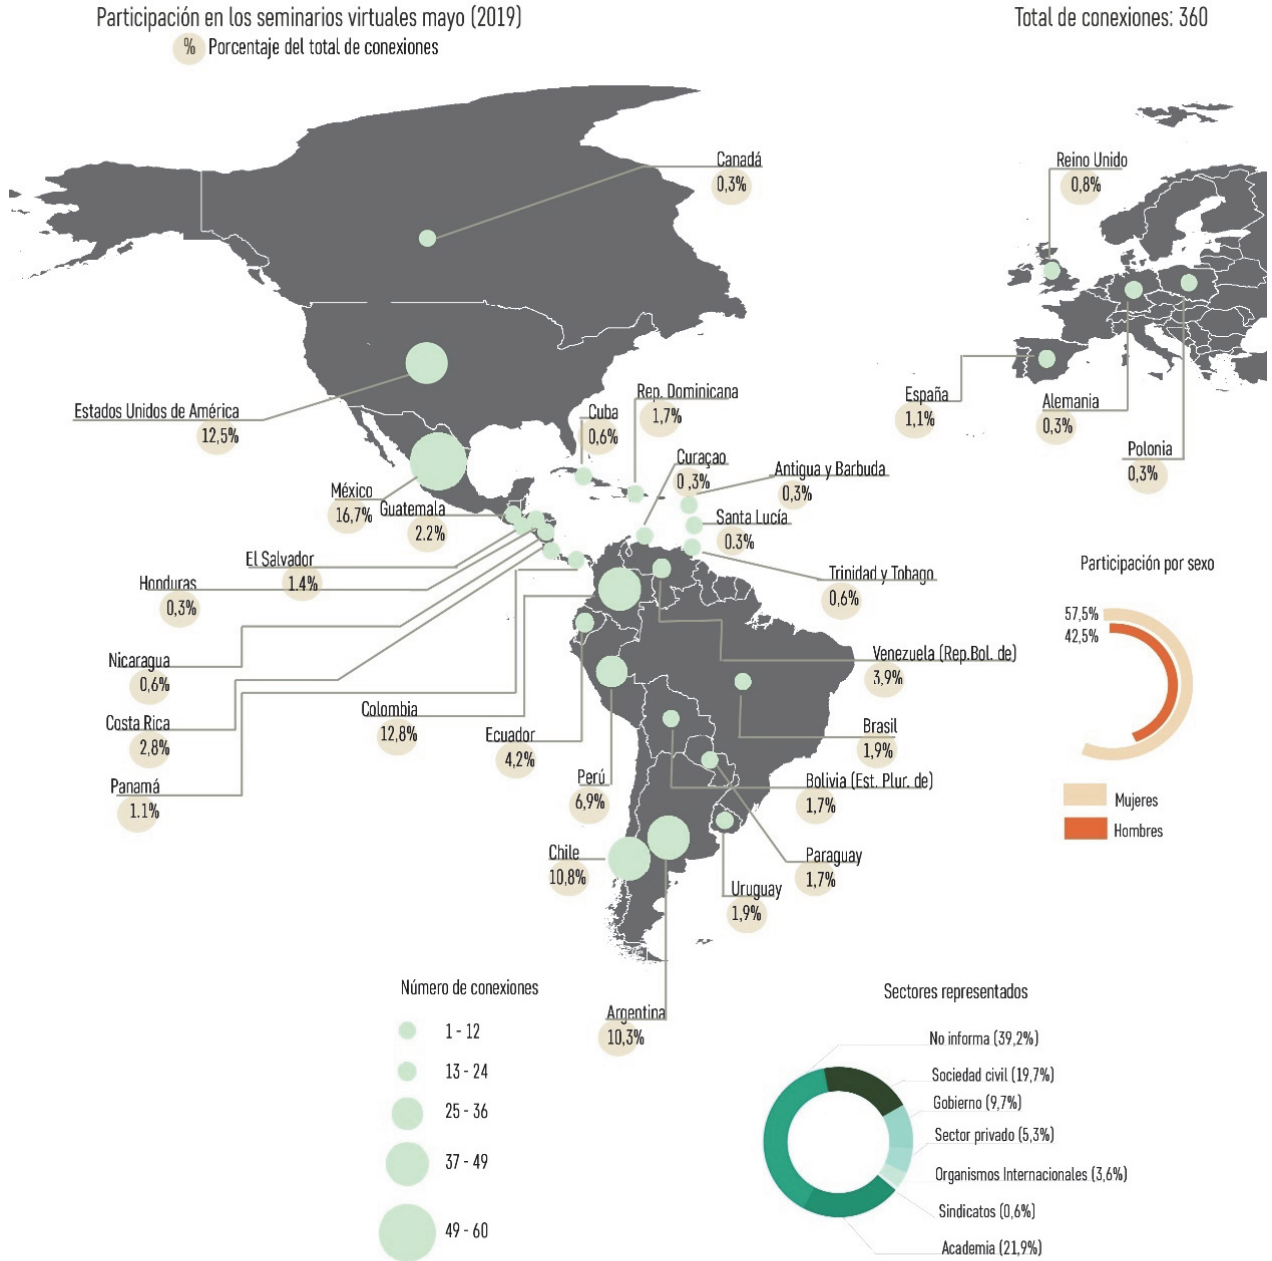 Participación en los seminarios virtuales mayo (2019)
% Porcentaje del total de conexiones
Total de conexiones: 360
Canadá
0,3%
Reino Unido
0,8%
Estados Unidos de América
12,5%
Cuba
0,6%
Rep. Dominicana
1,7%
España
1,1%
Alemania
0,3%
Polonia
0,3%
Curaçao
0 ,3%
Antigua y Barbuda
0,3%
México
16,7%
Guatemala
2.2%
Santa Lucía
0.3%
El Salvador
1.4%
Honduras
0,3%
Trinidad y Tobago
0,6%
Nicaragua
0,6%
Costa Rica
2,8%
Panamá
1.1%
Colombia
12,8%
Ecuador
4,2%
Perú
6,9%
Venezuela (Rep.Bol. de)
3,9%
Brasil
1,9%
Bolivia (Est. Plur. de)
1,7%
Chile
10,8%
Paraguay
1,7%
Uruguay
1,9%
Argentina
10,3%
Participación por sexo
57,5%
42,5%
Mujeres
Hombres
Número de conexiones
1 - 12
13 - 24
25 - 36
37 - 49
49 - 60
Sectores representados
No informa (39,2%)
Sociedad civil (19,7%)
Gobierno (9,7%)
Sector privado (5,3%)
Organismos Internacionales (3,6%)
Sindicatos (0,6%)
Academia (21,9%)